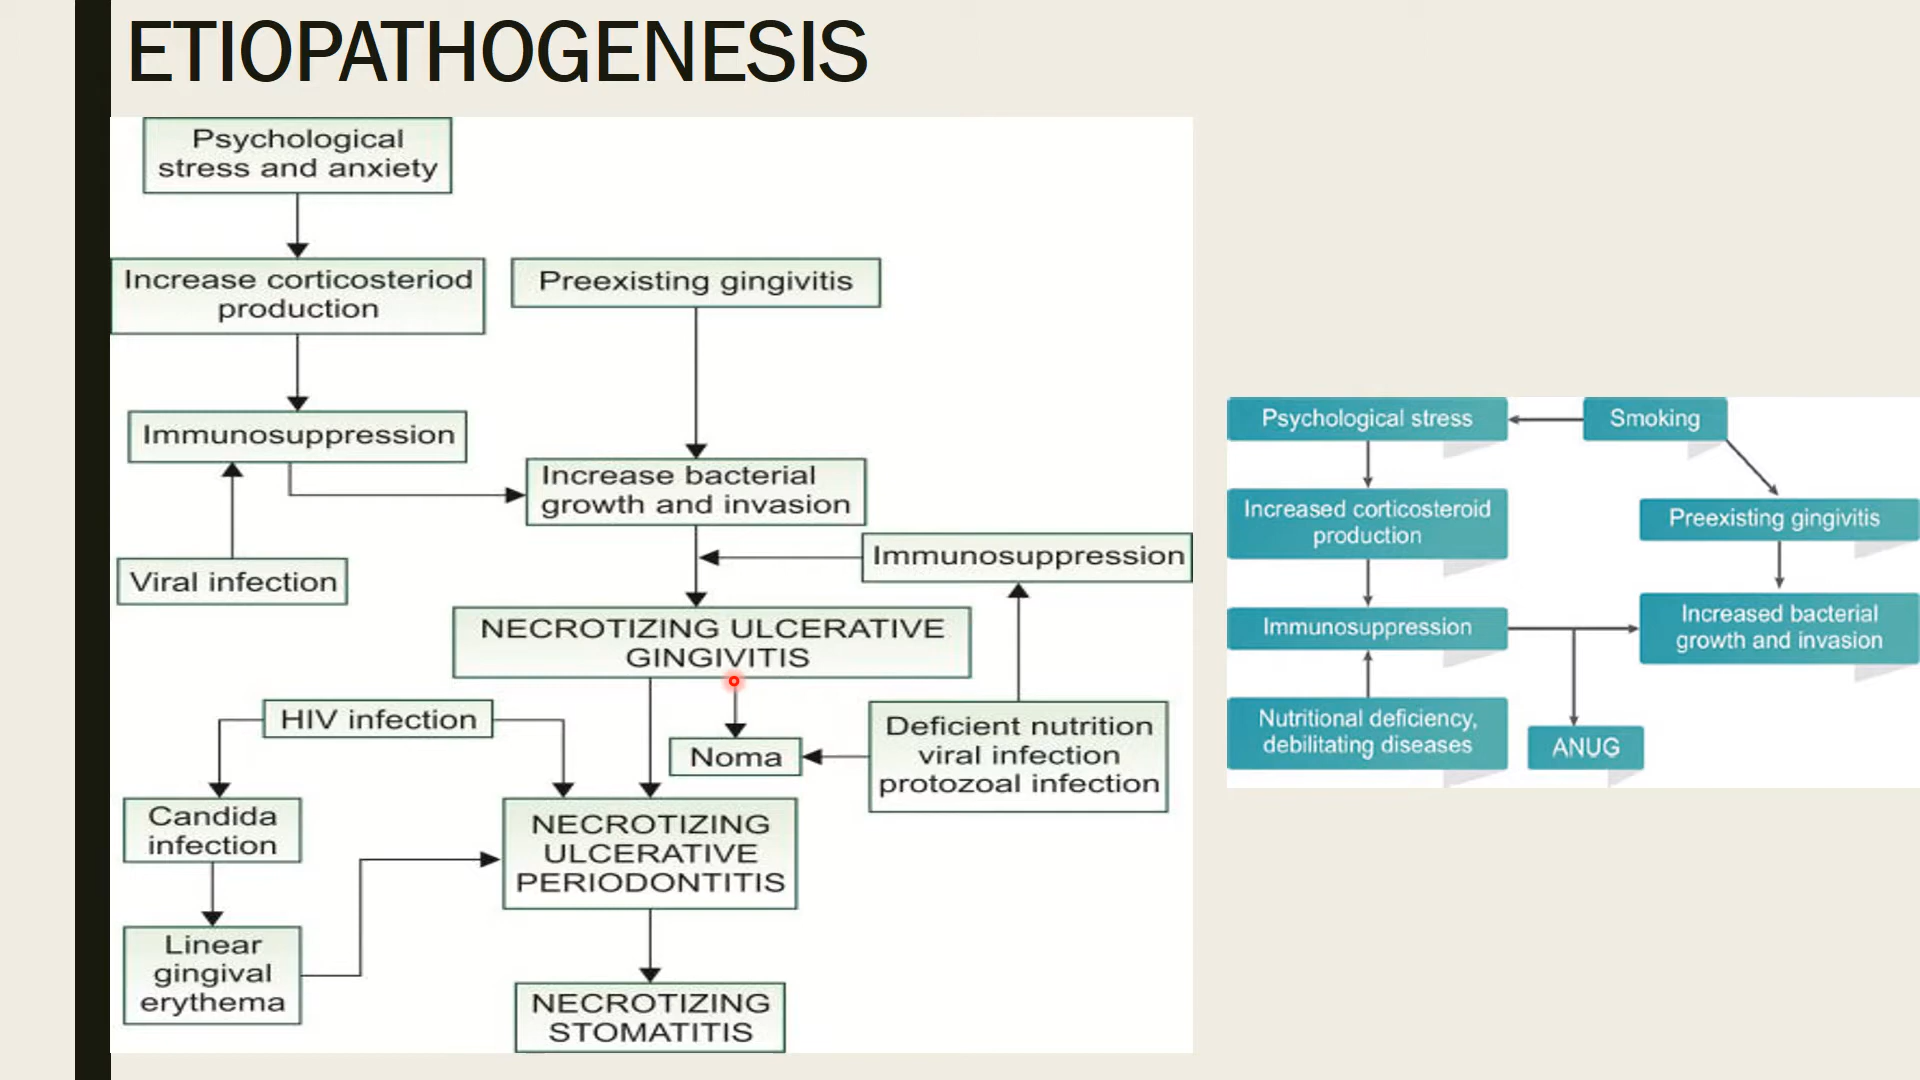 ETIOPATHOGENESIS
Psychological
stress and anxiety
Increase corticosteriod
production
Preexisting gingivitis
Immunosuppression
Increase bacterial
growth and invasion
Viral infection
Immunosuppression
NECROTIZING ULCERATIVE
GINGIVITIS
HIV infection
Noma
Deficient nutrition
viral infection
protozoal infection
Candida
infection
NECROTIZING
ULCERATIVE
PERIODONTITIS
Linear
gingival
erythema
NECROTIZING
STOMATITIS
Psychological stress
Smoking
Increased corticosteroid
production
Preexisting gingivitis
Immunosuppression
Increased bacterial
growth and invasion
Nutritional deficiency,
debilitating diseases
ANUG